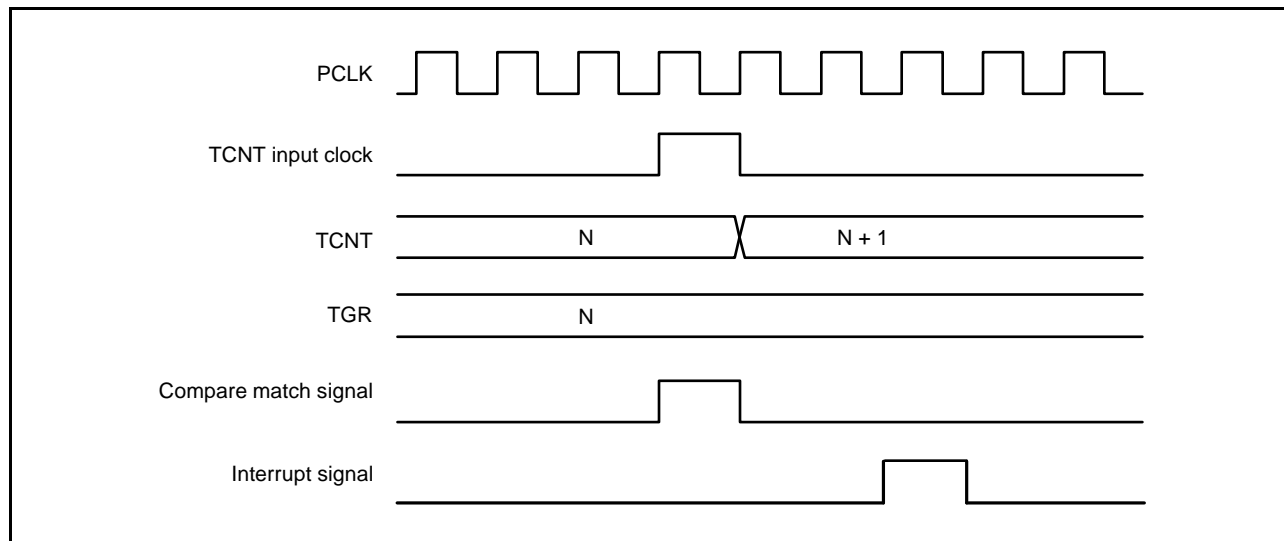 PCLK
TCNT input clock
TCNT
N
N + 1
TGR
N
Compare match signal
Interrupt signal